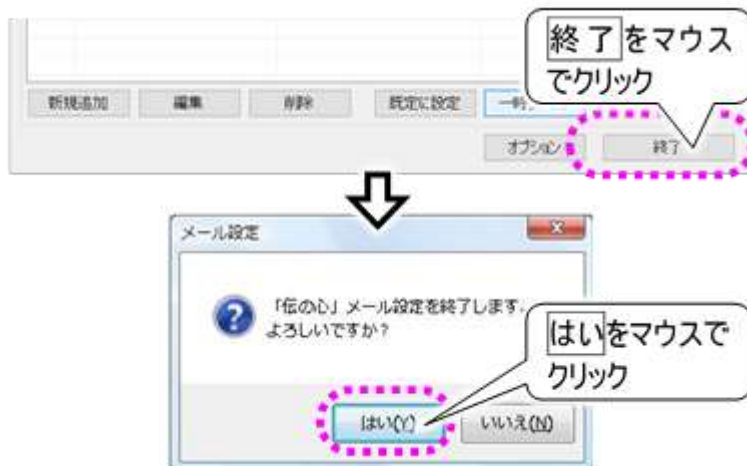 終了をマウス
でクリック
新規追加 編集 削除 既定に設定
オプション 終了
メール設定
「伝の心」メール設定を終了します。
よろしいですか?
はいをマウスで
クリック
はい(Y) いいえ(N)